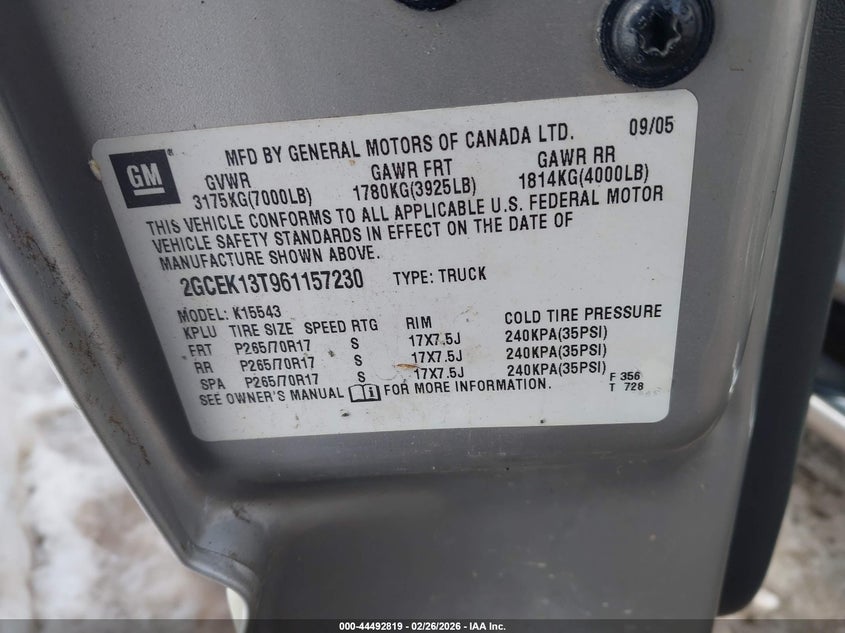 GM
MFD BY GENERAL MOTORS OF CANADA LTD. 09/05
GVWR GAWR FRT GAWR RR
3175KG(7000LB) 1780KG(3925LB) 1814KG(4000LB)
THIS VEHICLE CONFORMS TO ALL APPLICABLE U.S. FEDERAL MOTOR
VEHICLE SAFETY STANDARDS IN EFFECT ON THE DATE OF
MANUFACTURE SHOWN ABOVE.
2GCEK13T961157230 TYPE: TRUCK
MODEL: K15543
KPLU TIRE SIZE SPEED RTG RIM COLD TIRE PRESSURE
FRT P265/70R17 S 17X7.5J 240KPA(35PSI)
RR P265/70R17 S 17X7.5J 240KPA(35PSI)
SPA P265/70R17 S 17X7.5J 240KPA(35PSI)
SEE OWNER'S MANUAL FOR MORE INFORMATION.
F 356
T 728
000-44492819 - 02/26/2026 - IAA Inc.